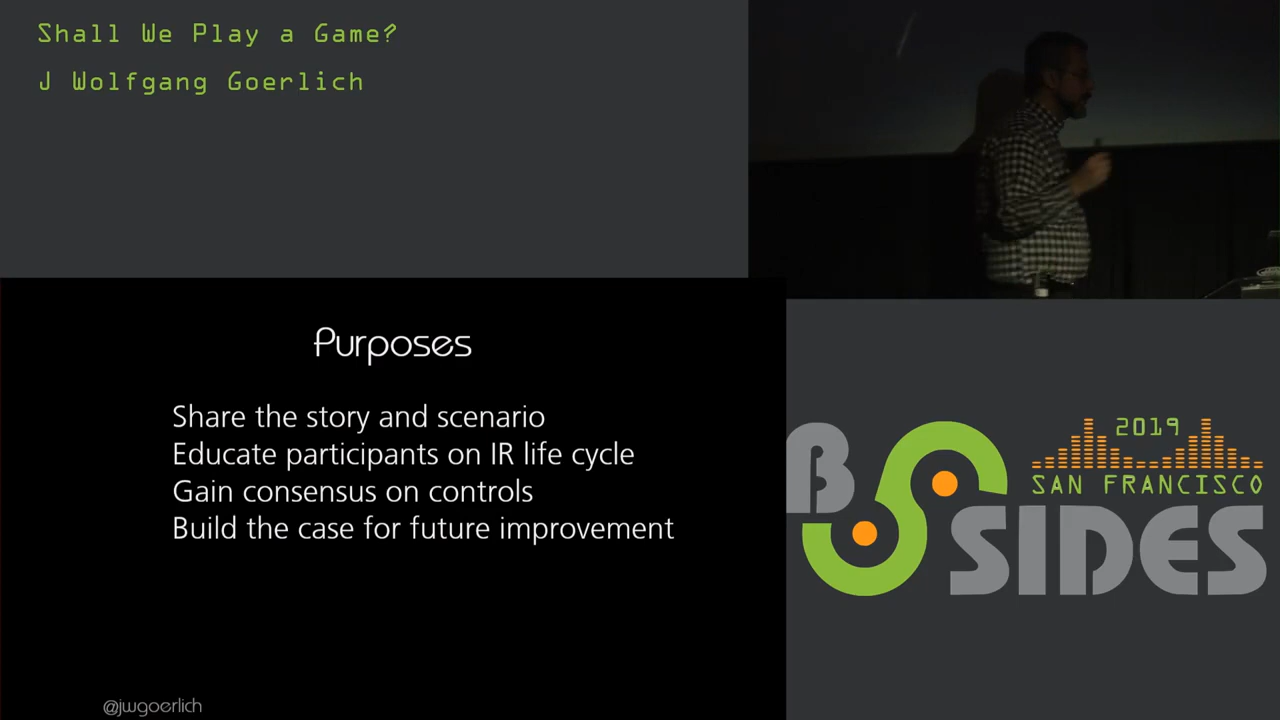 Shall We Play a Game?
J Wolfgang Goerlich
Purposes
Share the story and scenario
Educate participants on IR life cycle
Gain consensus on controls
Build the case for future improvement
@jwgoerlich
2019
SAN FRANCISCO
B SIDES